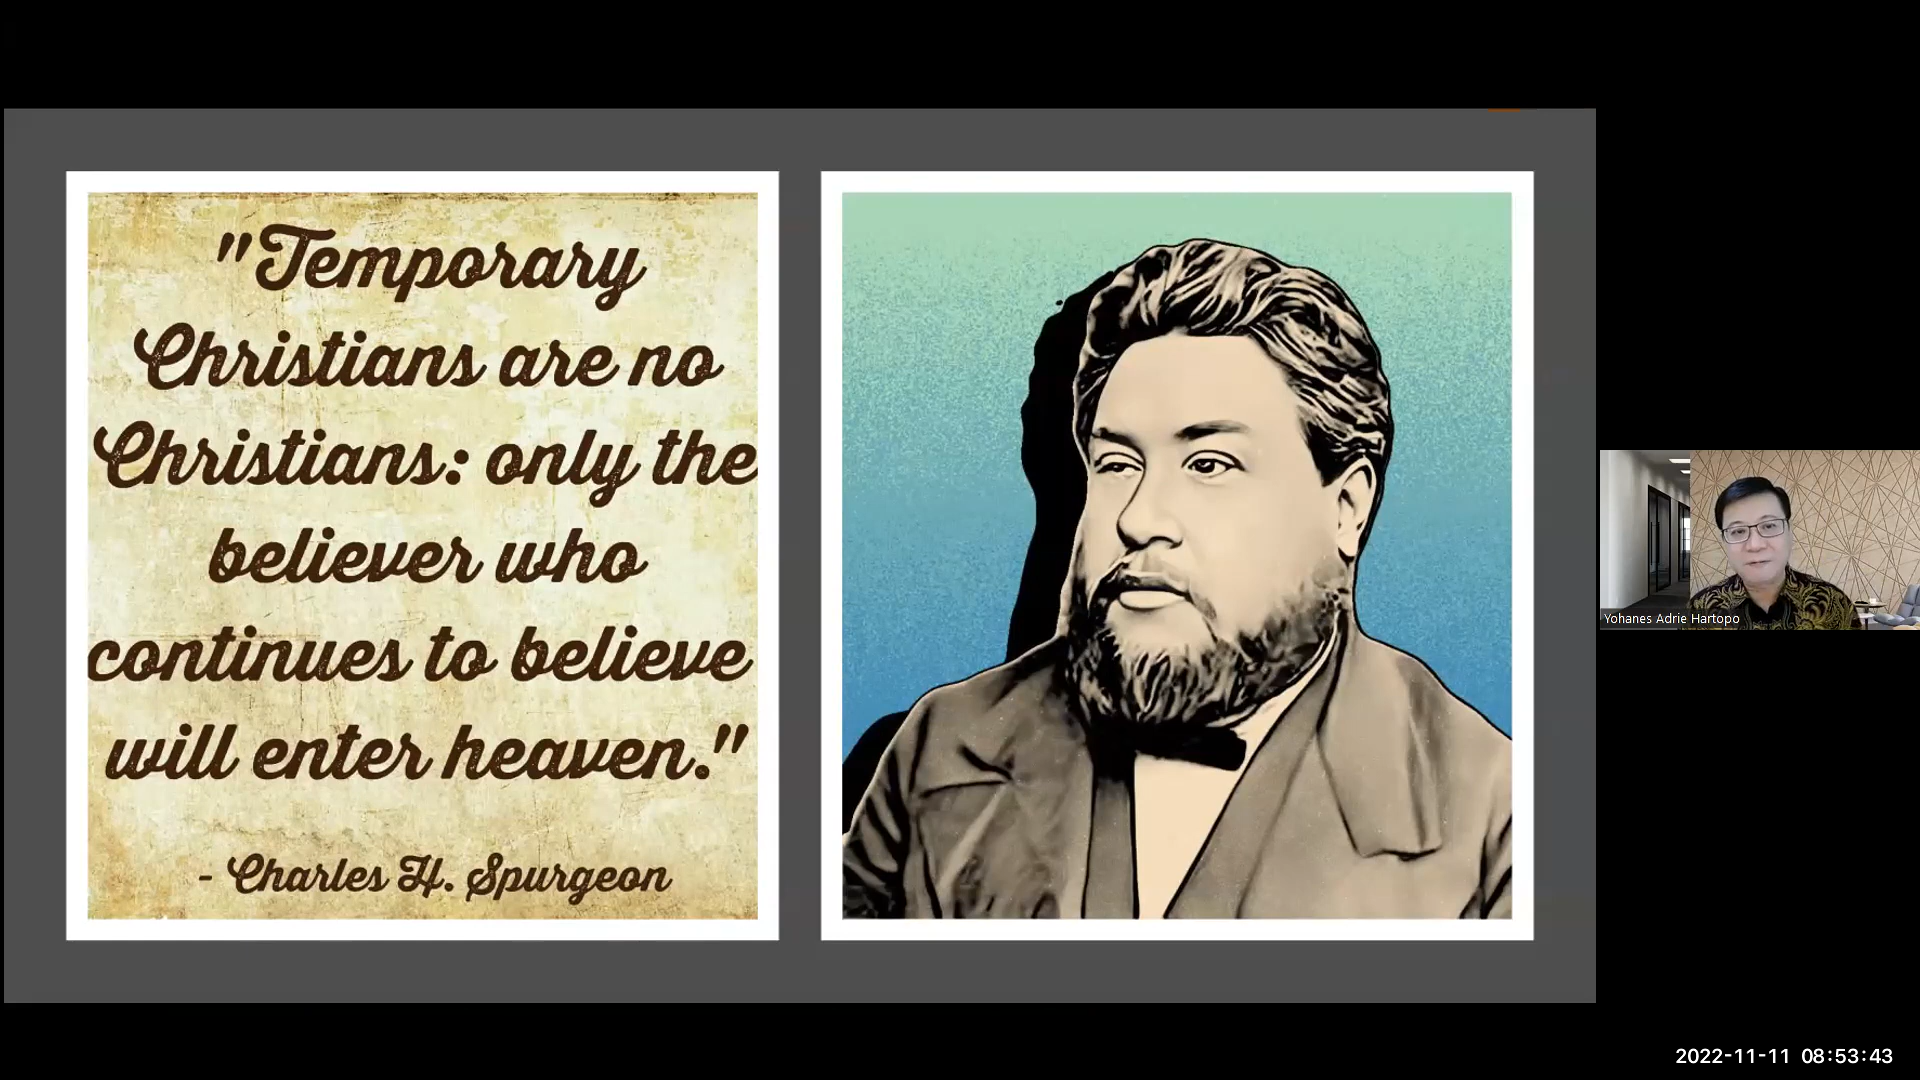 "Temporary
Christians are no
Christians: only the
believer who
continues to believe
will enter heaven."
- Charles H. Spurgeon
Yohanes Adrie Hartopo
2022-11-11 08:53:43